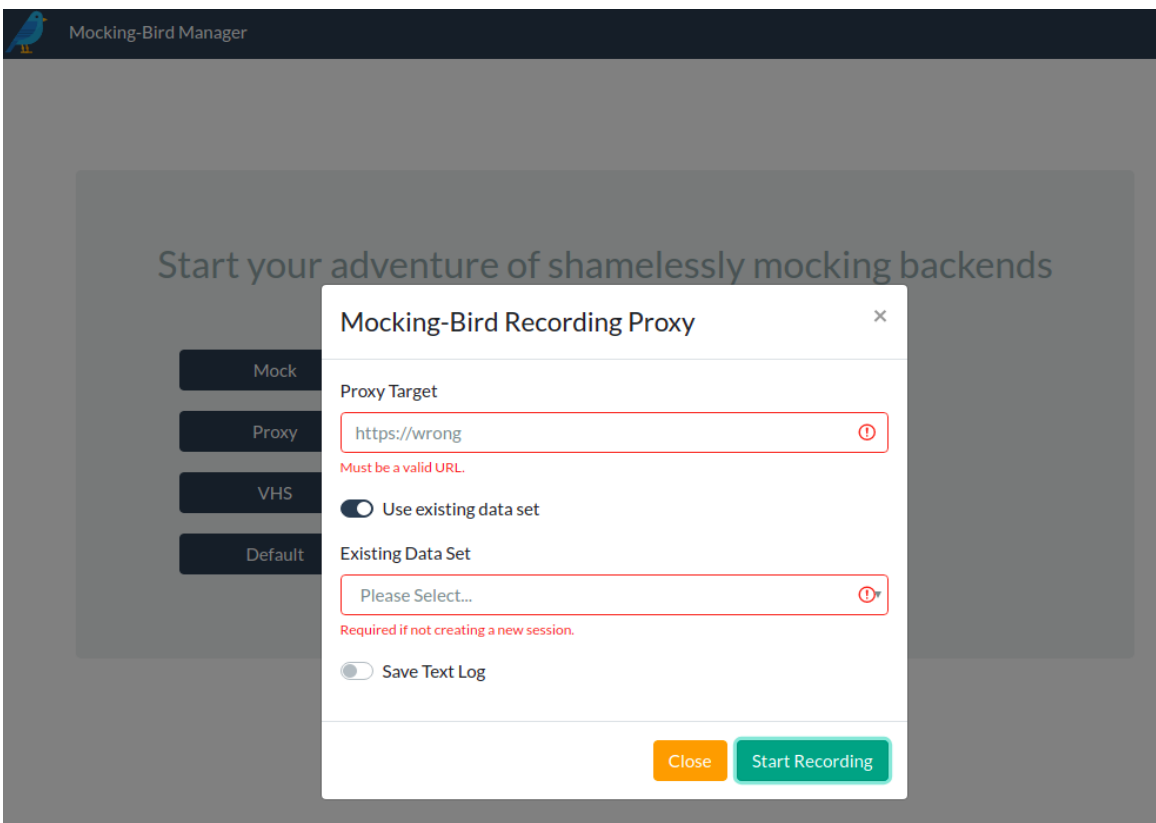 Mocking-Bird Manager
Start your adventure of shamelessly mocking backends
Mock
Proxy
VHS
Default
Mocking-Bird Recording Proxy
×
Proxy Target
https://wrong
Must be a valid URL.
Use existing data set
Existing Data Set
Please Select...
Required if not creating a new session.
Save Text Log
Close
Start Recording